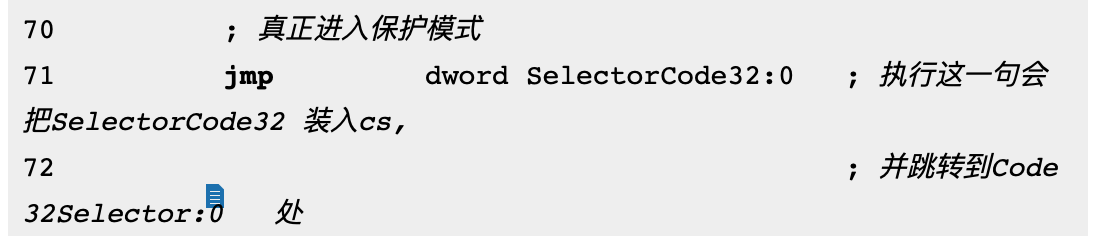 70 ; 真正进入保护模式
71 jmp dword SelectorCode32:0 ; 执行这一句会
把SelectorCode32 装入cs,
72 ; 并跳转到Code
32Selector:0 处